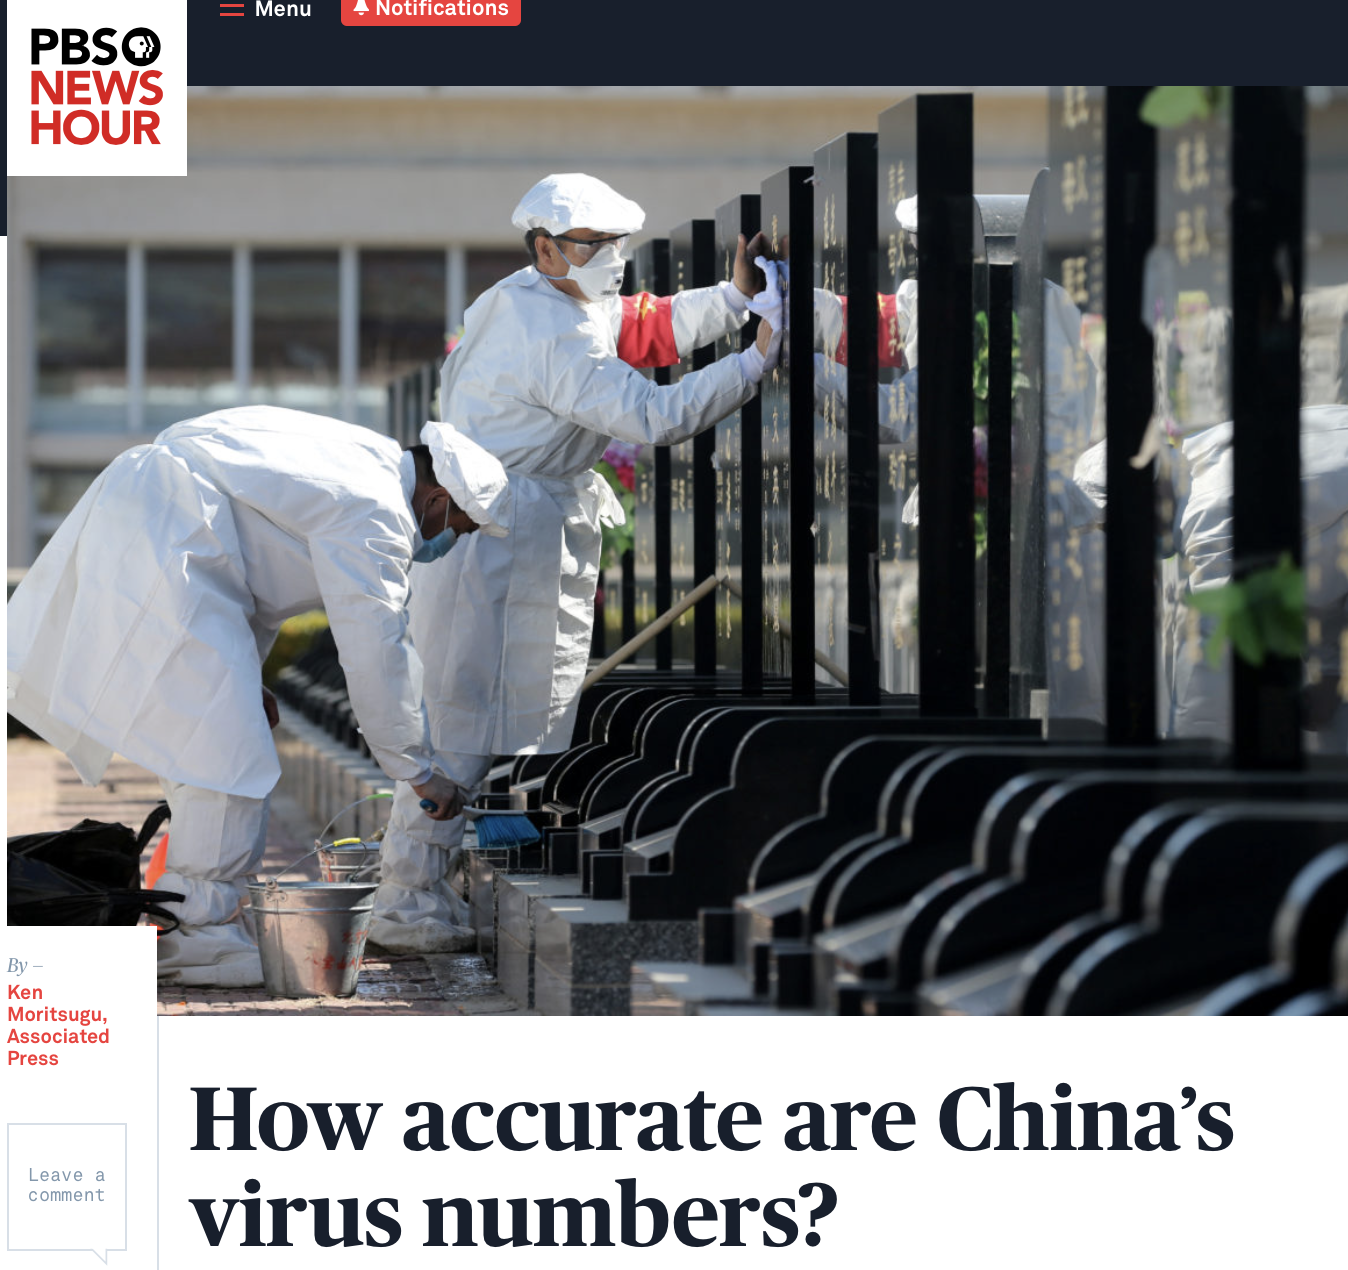 PBS
NEWS
HOUR
Menu
Notifications
By –
Ken
Moritsugu,
Associated
Press
Leave a
comment
How accurate are China’s
virus numbers?